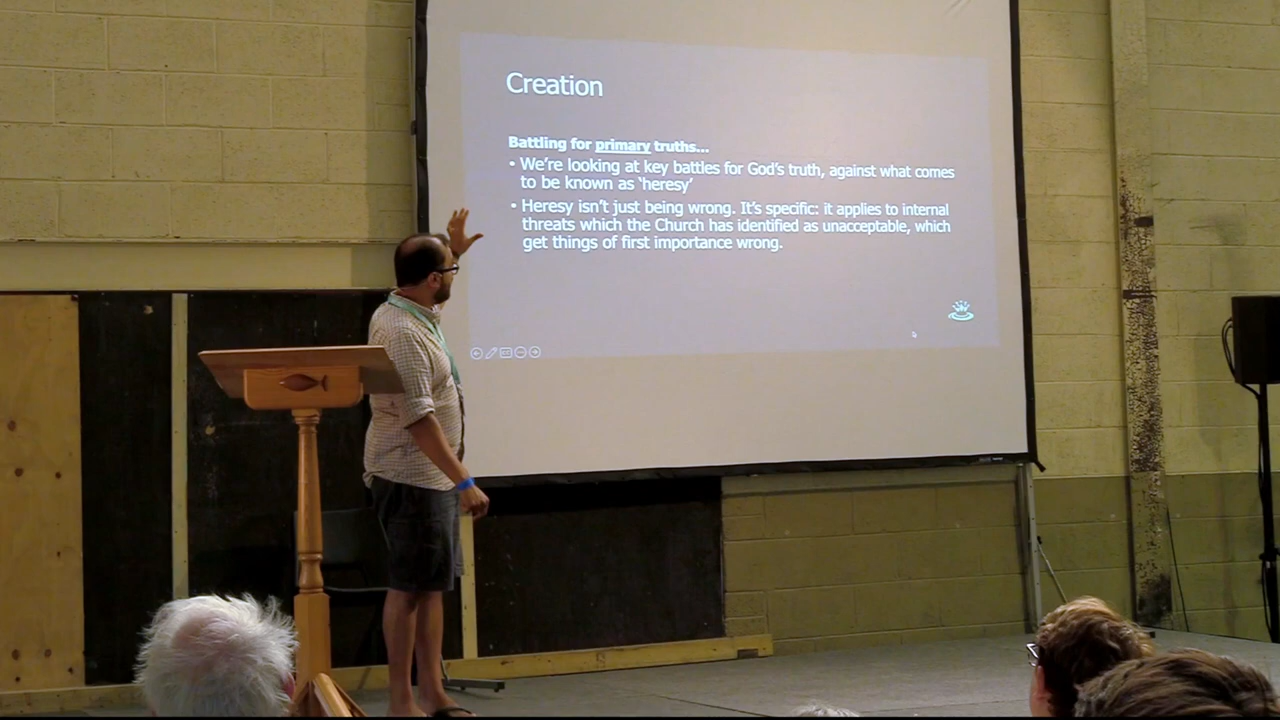 Creation
Battling for primary truths...
• We're looking at key battles for God's truth, against what comes
to be known as 'heresy'
• Heresy isn't just being wrong. It's specific: it applies to internal
threats which the Church has identified as unacceptable, which
get things of first importance wrong.